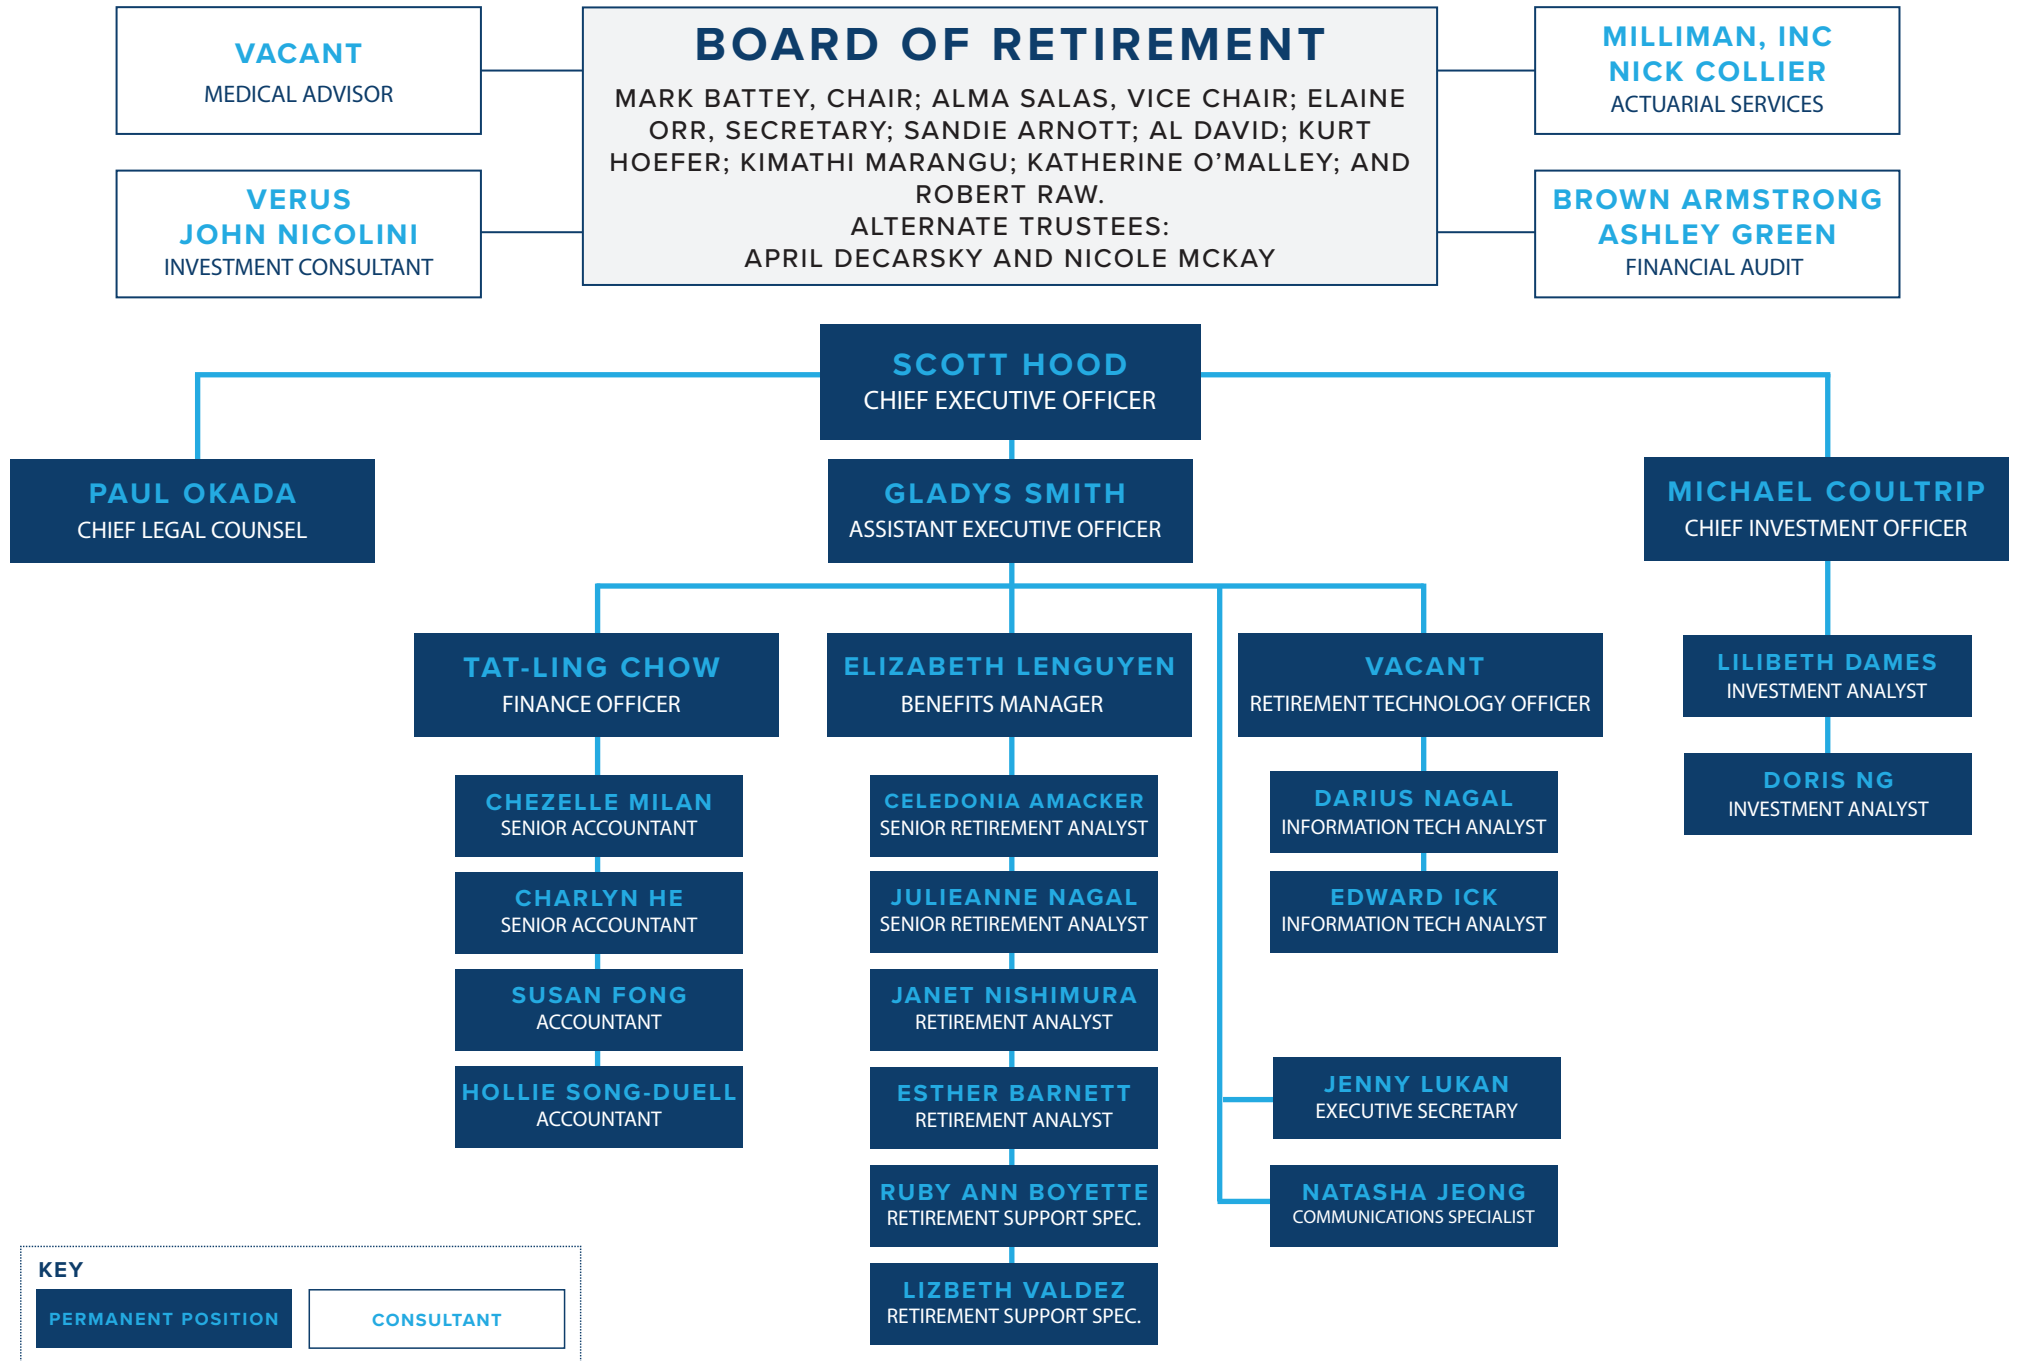 VACANT
MEDICAL ADVISOR
VERUS
JOHN NICOLINI
INVESTMENT CONSULTANT
BOARD OF RETIREMENT
MARK BATTEY, CHAIR; ALMA SALAS, VICE CHAIR; ELAINE
ORR, SECRETARY; SANDIE ARNOTT; AL DAVID; KURT
HOEFER; KIMATHI MARANGU; KATHERINE O’MALLEY; AND
ROBERT RAW.
ALTERNATE TRUSTEES:
APRIL DECARSKY AND NICOLE MCKAY
MILLIMAN, INC
NICK COLLIER
ACTUARIAL SERVICES
BROWN ARMSTRONG
ASHLEY GREEN
FINANCIAL AUDIT
SCOTT HOOD
CHIEF EXECUTIVE OFFICER
PAUL OKADA
CHIEF LEGAL COUNSEL
GLADYS SMITH
ASSISTANT EXECUTIVE OFFICER
MICHAEL COULTRIP
CHIEF INVESTMENT OFFICER
TAT-LING CHOW
FINANCE OFFICER
CHEZELLE MILAN
SENIOR ACCOUNTANT
CHARLYN HE
SENIOR ACCOUNTANT
SUSAN FONG
ACCOUNTANT
HOLLIE SONG-DUELL
ACCOUNTANT
ELIZABETH LENGUYEN
BENEFITS MANAGER
CELEDONIA AMACKER
SENIOR RETIREMENT ANALYST
JULIEANNE NAGAL
SENIOR RETIREMENT ANALYST
JANET NISHIMURA
RETIREMENT ANALYST
ESTHER BARNETT
RETIREMENT ANALYST
RUBY ANN BOYETTE
RETIREMENT SUPPORT SPEC.
LIZBETH VALDEZ
RETIREMENT SUPPORT SPEC.
VACANT
RETIREMENT TECHNOLOGY OFFICER
DARIUS NAGAL
INFORMATION TECH ANALYST
EDWARD ICK
INFORMATION TECH ANALYST
JENNY LUKAN
EXECUTIVE SECRETARY
NATASHA JEONG
COMMUNICATIONS SPECIALIST
LILIBETH DAMES
INVESTMENT ANALYST
DORIS NG
INVESTMENT ANALYST
KEY
PERMANENT POSITION
CONSULTANT